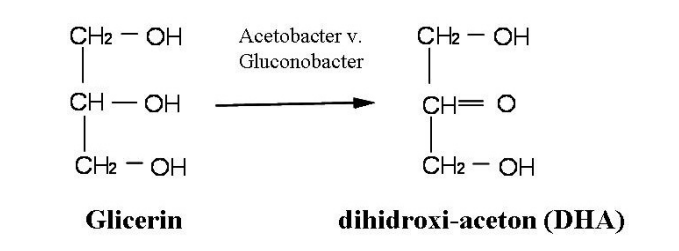 CH2 — OH
Acetobacter v.
Gluconobacter
CH2 — OH
CH — OH
CH═ O
CH2 — OH
CH2 — OH
Glicerin
dihidroxi-aceton (DHA)